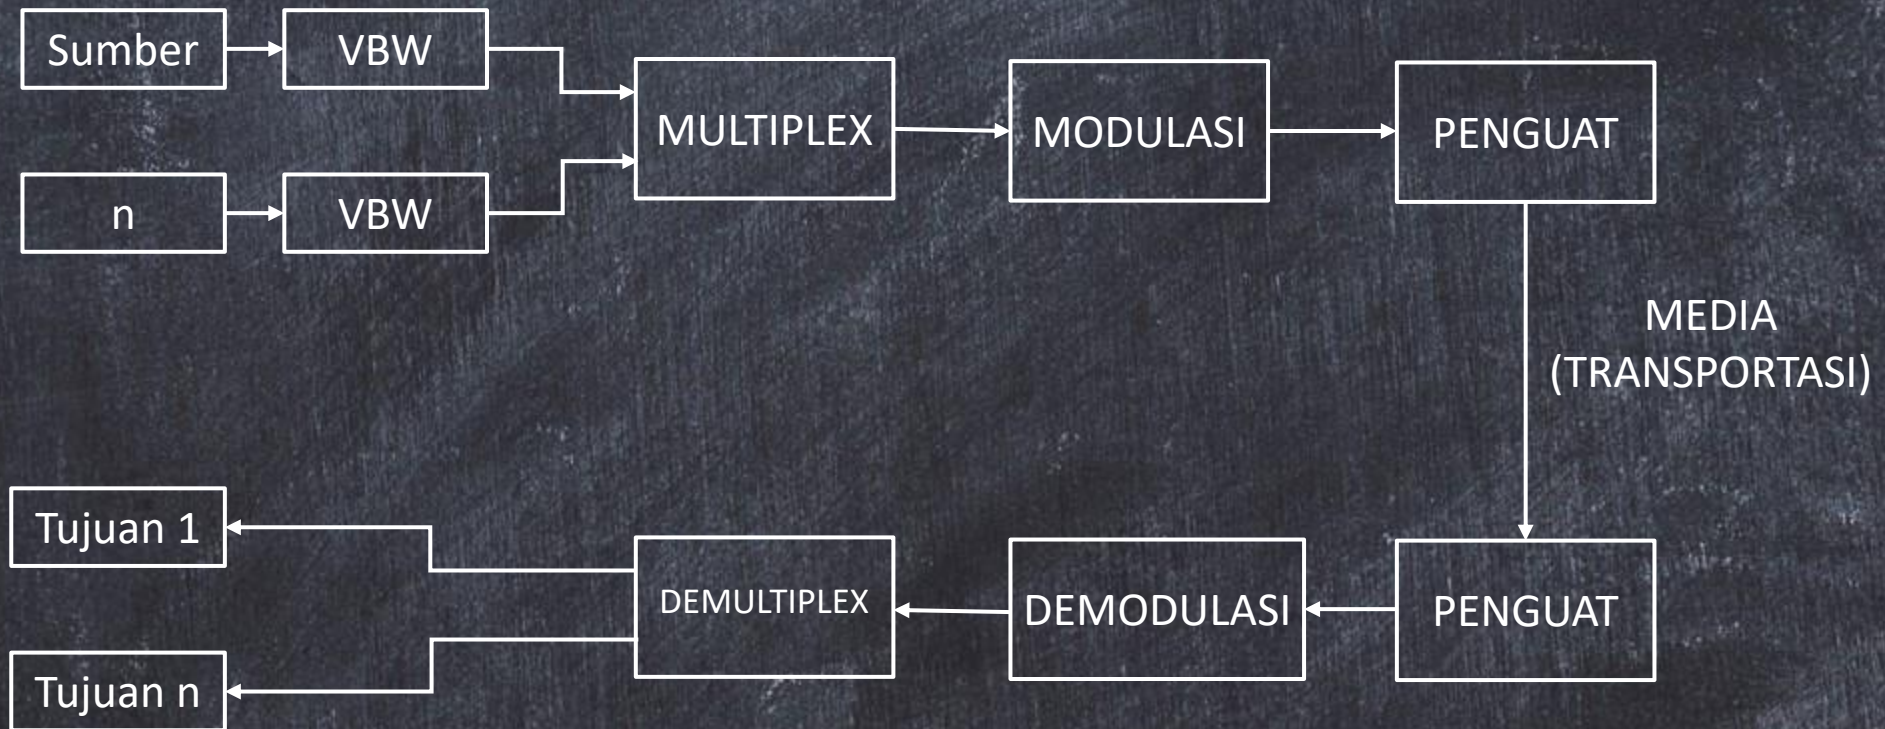 Sumber
VBW
MULTIPLEX
MODULASI
PENGUAT
n
VBW
MEDIA
(TRANSPORTASI)
Tujuan 1
DEMULTIPLEX
DEMODULASI
PENGUAT
Tujuan n